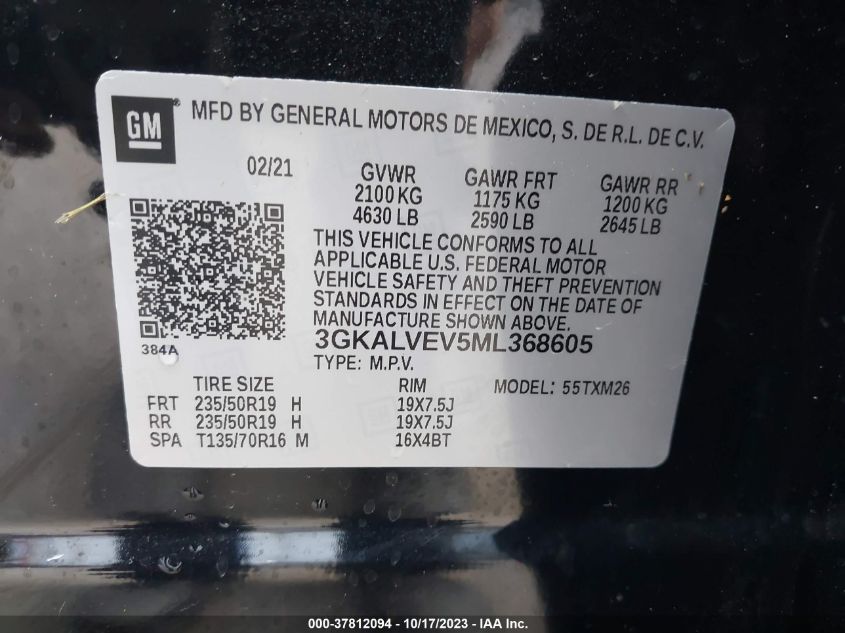 GM ® MFD BY GENERAL MOTORS DE MEXICO, S. DE R.L. DE C.V.
02/21 GVWR GAWR FRT GAWR RR
2100 KG 1175 KG 1200 KG
4630 LB 2590 LB 2645 LB
THIS VEHICLE CONFORMS TO ALL
APPLICABLE U.S. FEDERAL MOTOR
VEHICLE SAFETY AND THEFT PREVENTION
STANDARDS IN EFFECT ON THE DATE OF
MANUFACTURE SHOWN ABOVE.
384A 3GKALVEV5ML368605
TYPE: M.P.V.
TIRE SIZE RIM MODEL: 55TXM26
FRT 235/50R19 H 19X7.5J
RR 235/50R19 H 19X7.5J
SPA T135/70R16 M 16X4BT
000-37812094 - 10/17/2023 - IAA, Inc.